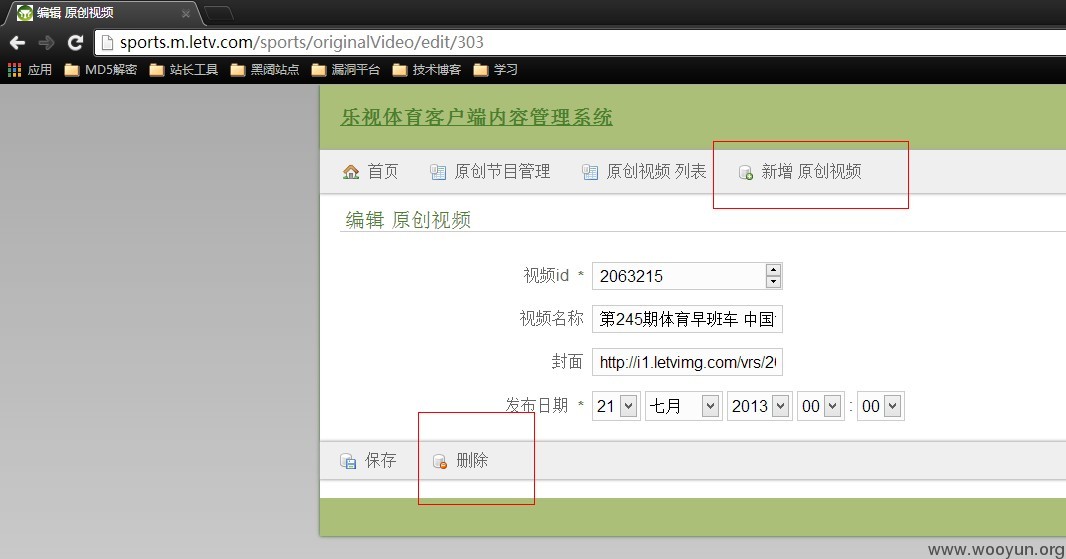 编辑 原创视频
sports.m.letv.com/sports/originalVideo/edit/303
应用 MD5解密 站长工具 黑阔站点 漏洞平台 技术博客 学习
乐视体育客户端内容管理系统
首页 原创节目管理 原创视频 列表 新增 原创视频
编辑 原创视频
视频id * 2063215
视频名称 第245期体育早班车 中国
封面 http://i1.letvimg.com/vrs/20
发布日期 * 21 七月 2013 00 : 00
保存 删除
www.wooyun.org